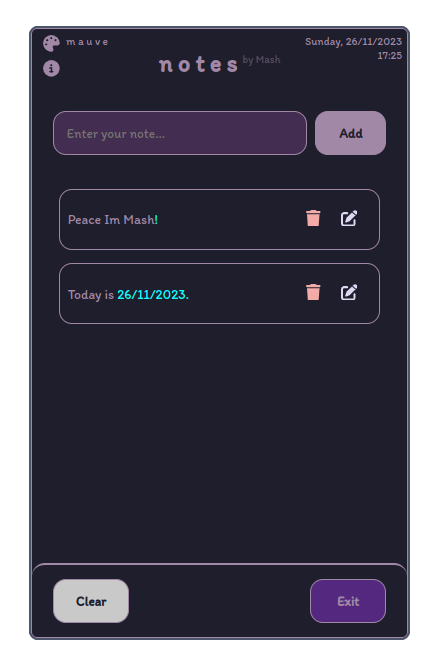 mauve
Sunday, 26/11/2023
17:25
notes by Mash
Enter your note...
Add
Peace Im Mash!
Today is 26/11/2023.
Clear
Exit